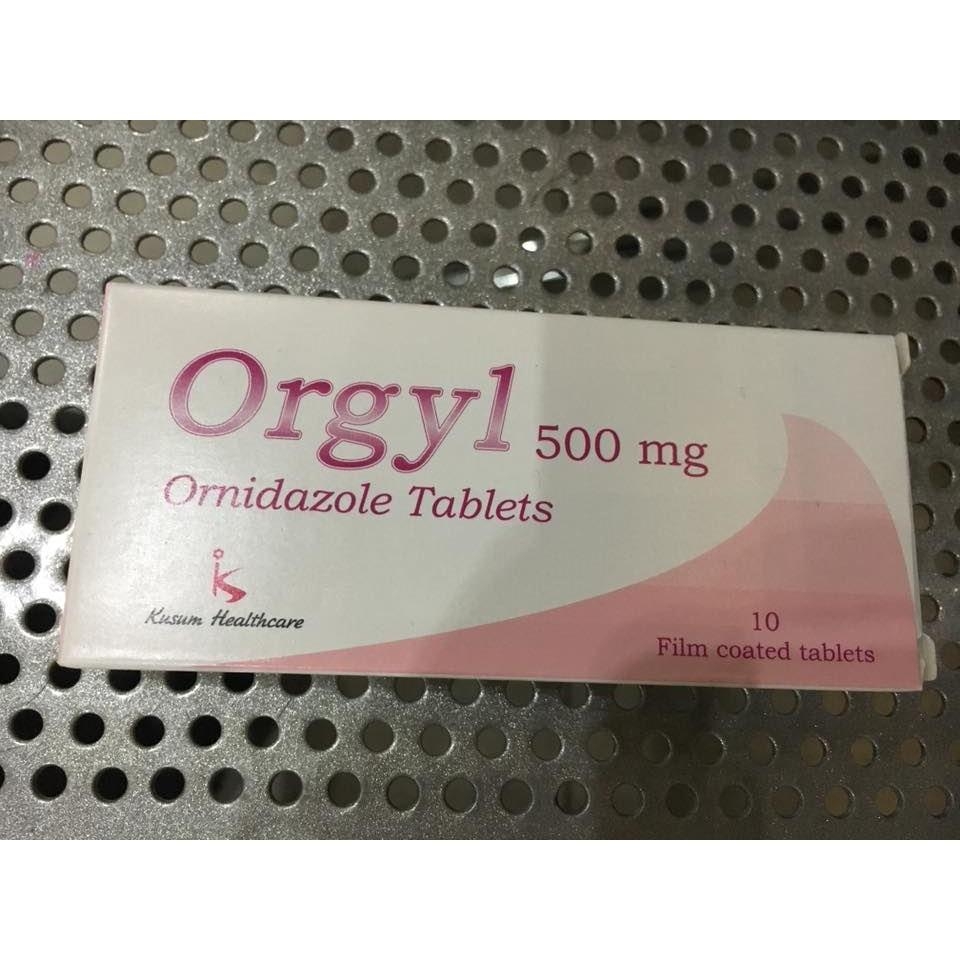 Orgyl 500 mg
Ornidazole Tablets
Kusum Healthcare
10
Film coated tablets